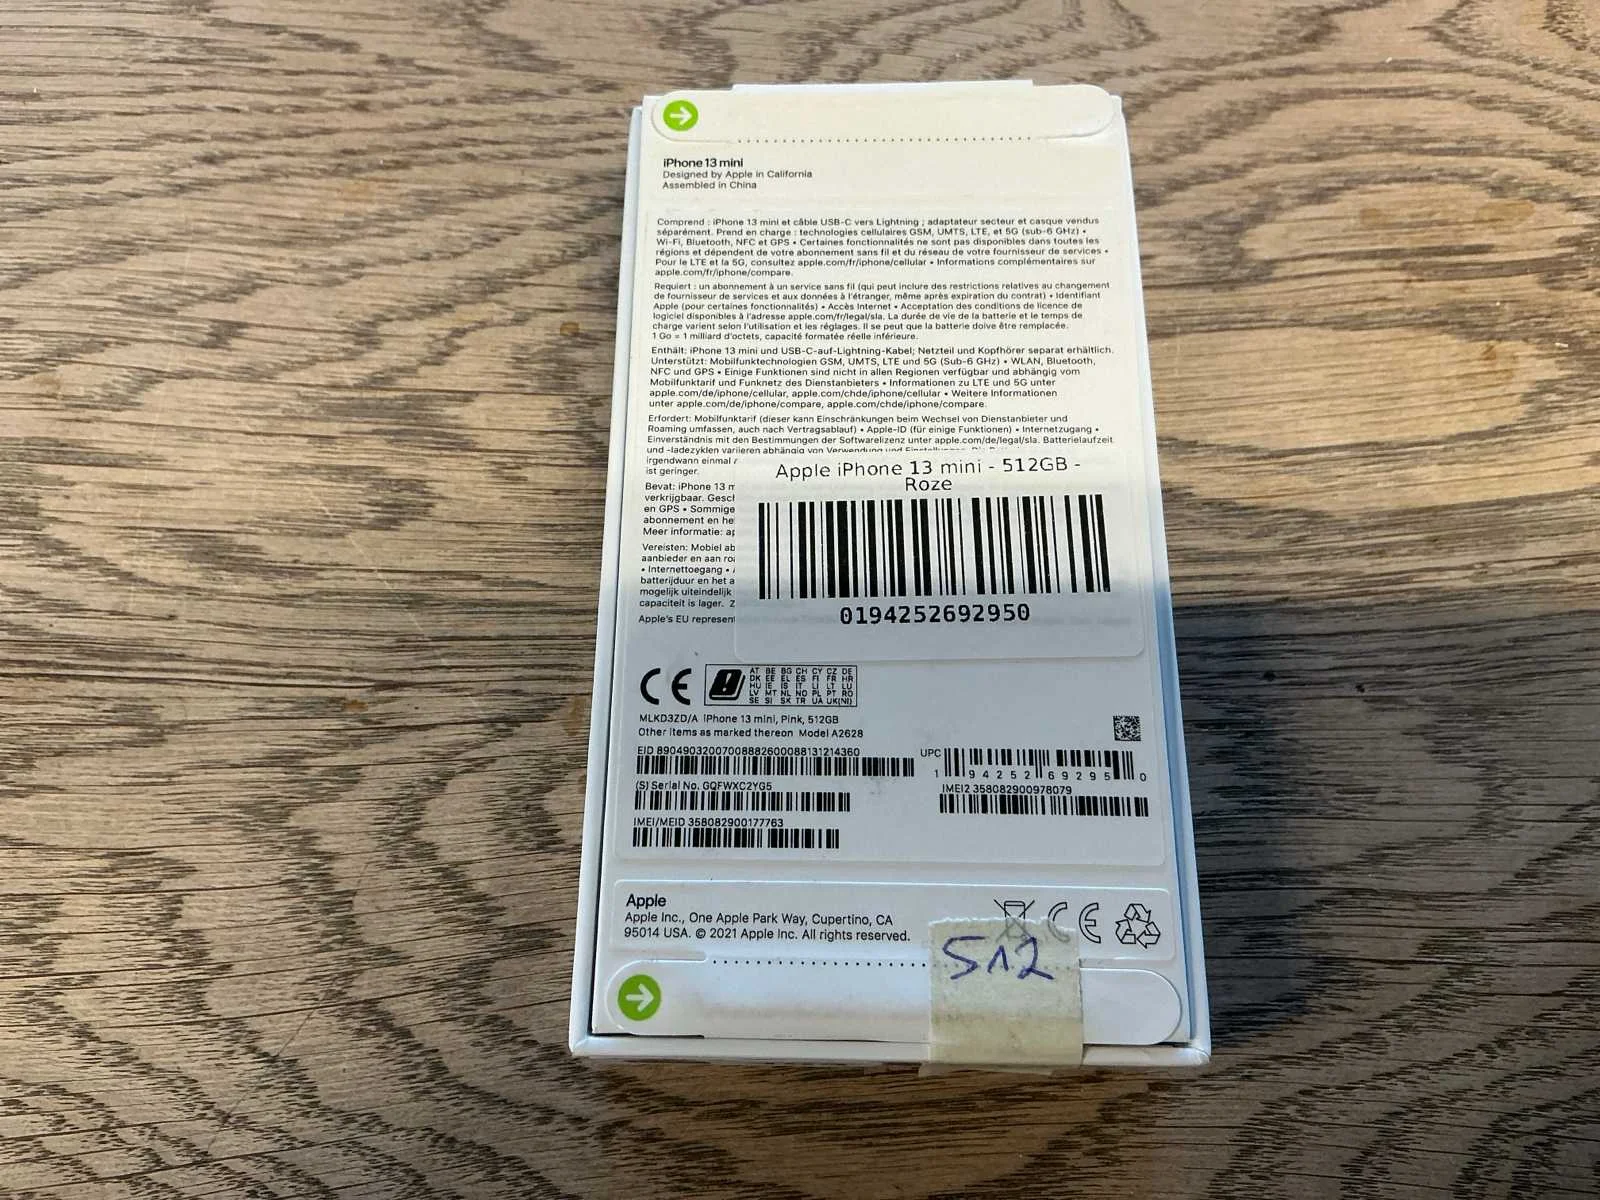 iPhone 13 mini
Designed by Apple in California
Assembled in China
Comprend : iPhone 13 mini et câble USB-C vers Lightning ; adaptateur secteur et casque vendus
séparément. Prend en charge : technologies cellulaires GSM, UMTS, LTE, et 5G (sub-6 GHz) •
Wi-Fi, Bluetooth, NFC et GPS • Certaines fonctionnalités ne sont pas disponibles dans toutes les
régions et dépendent de votre abonnement sans fil et du réseau de votre fournisseur de services •
Pour le LTE et la 5G, consultez apple.com/fr/iphone/cellular • Informations complémentaires sur
apple.com/fr/iphone/compare.
Requiert : un abonnement à un service sans fil (qui peut inclure des restrictions relatives au changement
de fournisseur de services et aux données à l'étranger, même après expiration du contrat) • Identifiant
Apple (pour certaines fonctionnalités) • Accès Internet • Acceptation des conditions de licence de
logiciel disponibles à l'adresse apple.com/fr/legal/sla. La durée de vie de la batterie et le temps de
charge varient selon l'utilisation et les réglages. Il se peut que la batterie doive être remplacée.
1 Go = 1 milliard d'octets, capacité formatée réelle inférieure.
Enthält: iPhone 13 mini und USB-C-auf-Lightning-Kabel; Netzteil und Kopfhörer separat erhältlich.
Unterstützt: Mobilfunktechnologien GSM, UMTS, LTE und 5G (Sub-6 GHz) • WLAN, Bluetooth,
NFC und GPS • Einige Funktionen sind nicht in allen Regionen verfügbar und abhängig vom
Mobilfunktarif und Funknetz des Dienstanbieters • Informationen zu LTE und 5G unter
apple.com/de/iphone/cellular, apple.com/chde/iphone/cellular • Weitere Informationen
unter apple.com/de/iphone/compare, apple.com/chde/iphone/compare.
Erfordert: Mobilfunktarif (dieser kann Einschränkungen beim Wechsel von Dienstanbieter und
Roaming umfassen, auch nach Vertragsablauf) • Apple-ID (für einige Funktionen) • Internetzugang •
Einverständnis mit den Bestimmungen der Softwarelizenz unter apple.com/de/legal/sla. Batterielaufzeit
und -ladezyklen variieren abhängig von Verwendung und Einstellungen.
irgendwann einmal
ist geringer.
Bevat: iPhone 13 m
verkrijgbaar. Gesch
en GPS • Sommige
abonnement en he
Meer informatie: ap
Vereisten: Mobiel ab
aanbieder en aan roa
• Internettoegang •
batterijduur en het a
mogelijk uiteindelijk
capaciteit is lager. Z
Apple's EU represent
Apple iPhone 13 mini - 512GB -
Roze
0194252692950
CE
AT BE BG CH CY CZ DE
DK EE EL ES FI FR HR
HU IE IS IT LI LT LU
LV MT NL NO PL PT RO
SE SI SK TR UA UK(NI)
MLKD3ZD/A iPhone 13 mini, Pink, 512GB
Other items as marked thereon Model A2628
EID 89049032007008882600088131214360
UPC
1 94252 69295 0
(S) Serial No. GQFWXC2YG5
IMEI2 358082900978079
IMEI/MEID 358082900177763
Apple
Apple Inc., One Apple Park Way, Cupertino, CA
95014 USA. © 2021 Apple Inc. All rights reserved.
CE
512